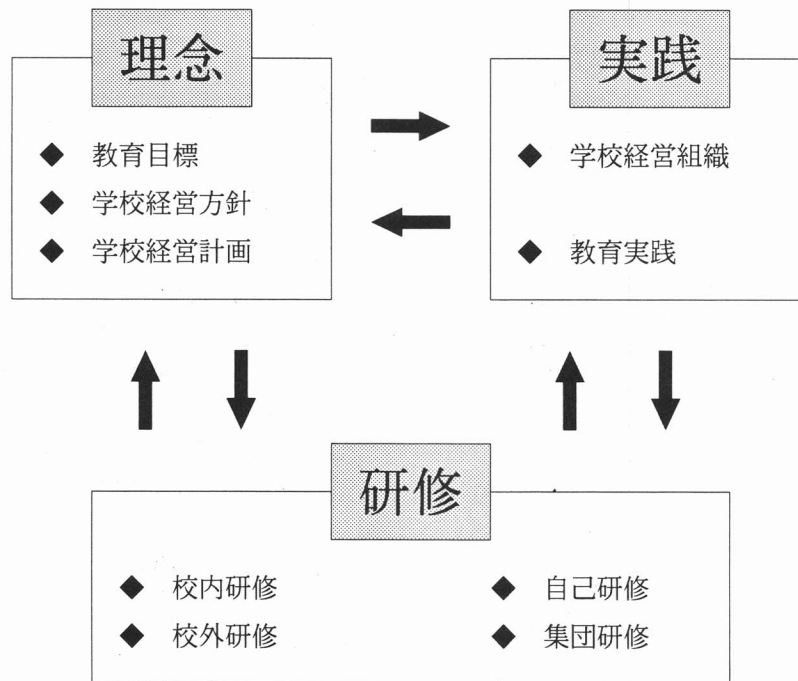 理念
◆ 教育目標
◆ 学校経営方針
◆ 学校経営計画
実践
◆ 学校経営組織
◆ 教育実践
研修
◆ 校内研修
◆ 校外研修
◆ 自己研修
◆ 集団研修